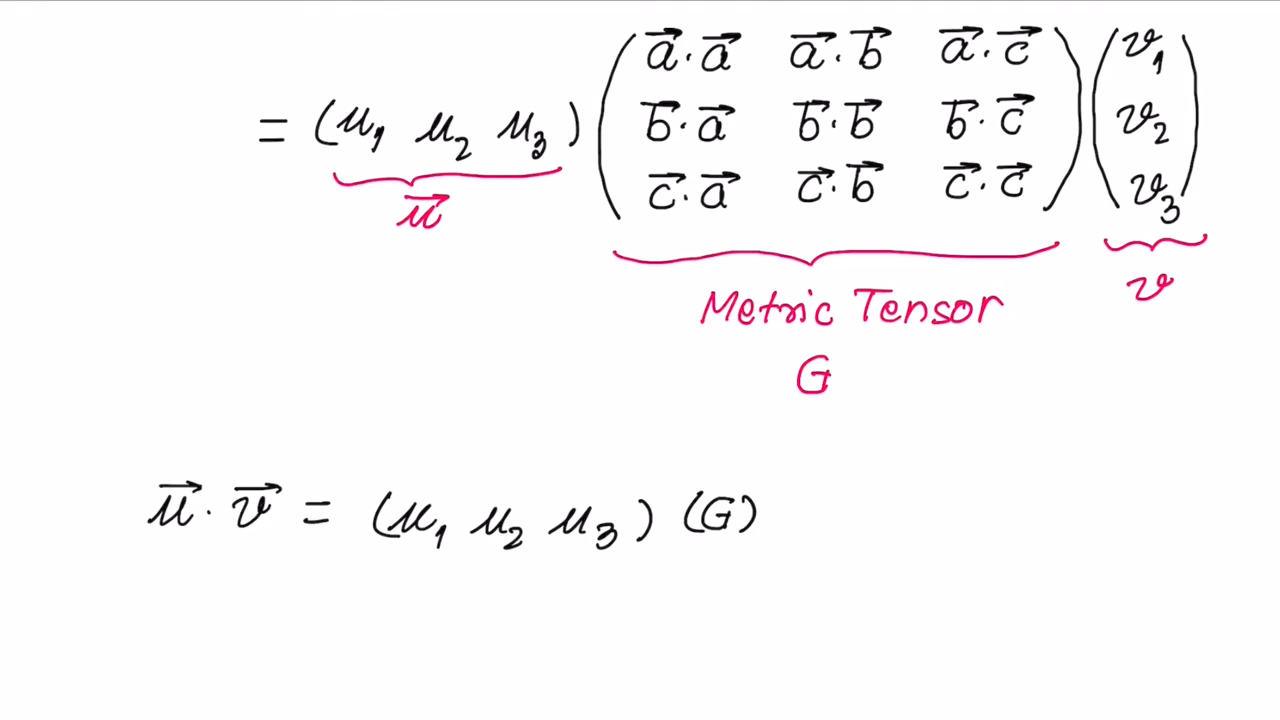 = (u₁ u₂ u₃) ( a⃗·a⃗ a⃗·b⃗ a⃗·c⃗ ) ( v₁ )
( b⃗·a⃗ b⃗·b⃗ b⃗·c⃗ ) ( v₂ )
( c⃗·a⃗ c⃗·b⃗ c⃗·c⃗ ) ( v₃ )
u⃗
v
Metric Tensor
G
u⃗ · v⃗ = (u₁ u₂ u₃) (G)